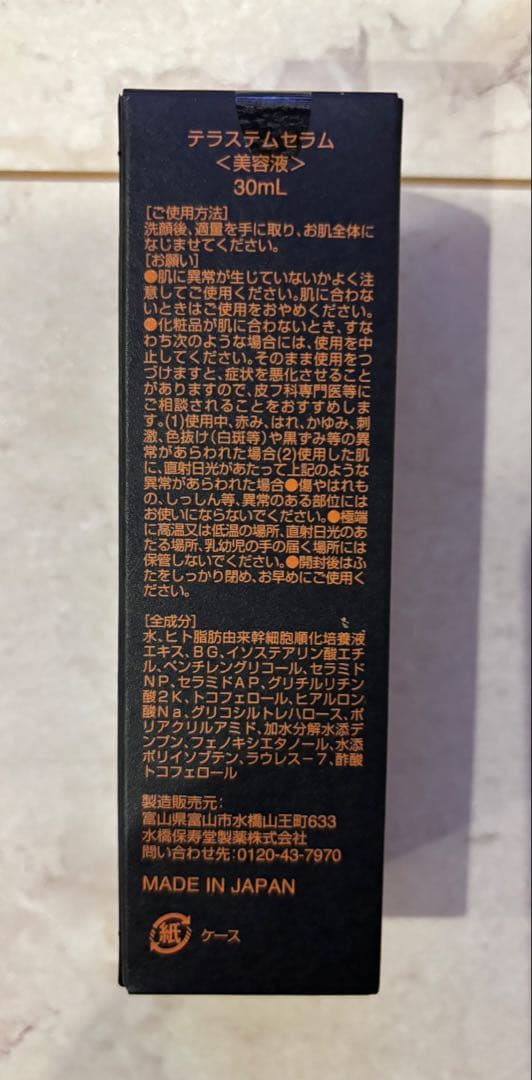 テラステムセラム
＜美容液＞
30mL
[ご使用方法]
洗顔後、適量を手に取り、お肌全体に
なじませてください。
[お願い]
●肌に異常が生じていないかよく注
意してご使用ください。肌に合わな
いときはご使用をおやめください。
●化粧品が肌に合わないとき、すな
わち次のような場合には、使用を中
止してください。そのまま使用をつ
づけますと、症状を悪化させること
がありますので、皮フ科専門医等に
ご相談されることをおすすめしま
す。(1)使用中、赤み、はれ、かゆみ、刺
激、色抜け(白斑等)や黒ずみ等の異
常があらわれた場合(2)使用した肌
に、直射日光があたって上記のような
異常があらわれた場合●傷やはれも
の、しっしん等、異常のある部位には
お使いにならないでください。●極端
に高温又は低温の場所、直射日光のあ
たる場所、乳幼児の手の届く場所には
保管しないでください。●開封後はふ
たをしっかり閉め、お早めにご使用く
ださい。
[全成分]
水、ヒト脂肪由来幹細胞順化培養液
エキス、BG、イソステアリン酸エチ
ル、ペンチレングリコール、セラミド
NP、セラミドAP、グリチルリチン
酸2K、トコフェロール、ヒアルロン
酸Na、グリコシルトレハロース、ポ
リアクリルアミド、加水分解水添デ
ンプン、フェノキシエタノール、水添
ポリイソブテン、ラウレス-7、酢酸
トコフェロール
製造販売元:
富山県富山市水橋山王町633
水橋保寿堂製薬株式会社
問い合わせ先:0120-43-7970
MADE IN JAPAN
紙 ケース